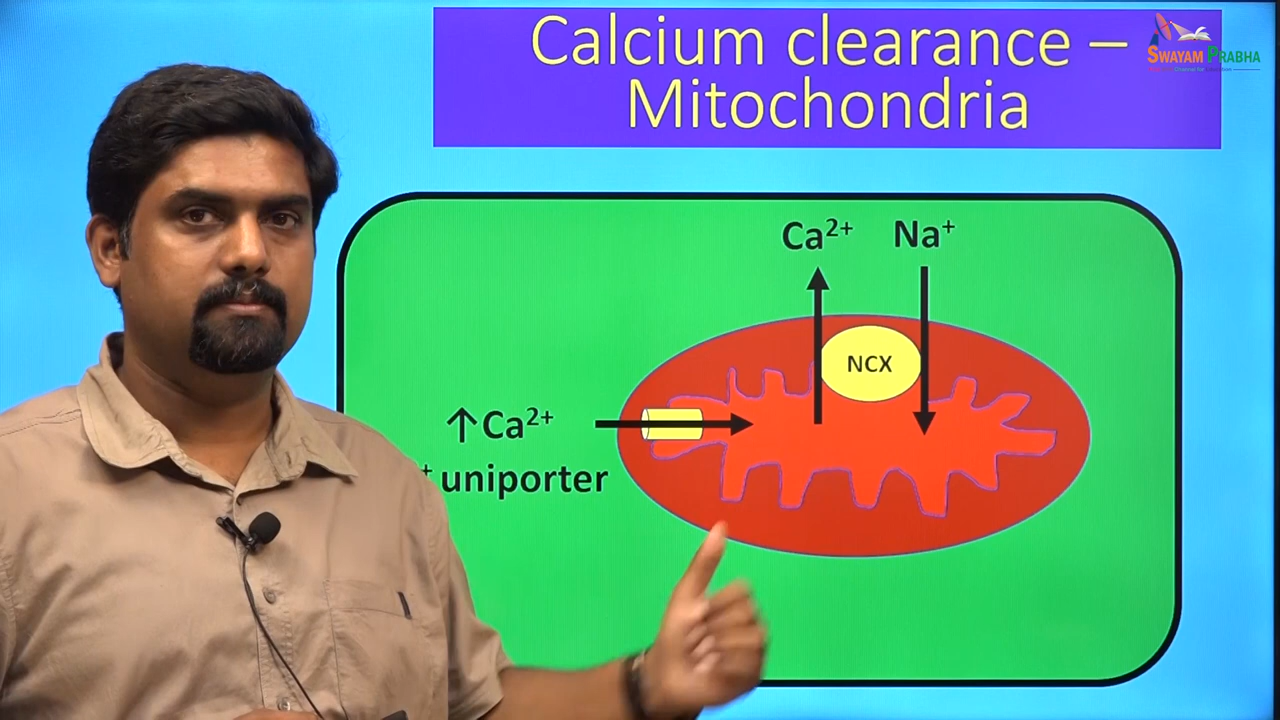 Calcium clearance –
Mitochondria
SWAYAM PRABHA
Ca²⁺ Na⁺
NCX
↑Ca²⁺
⁺ uniporter